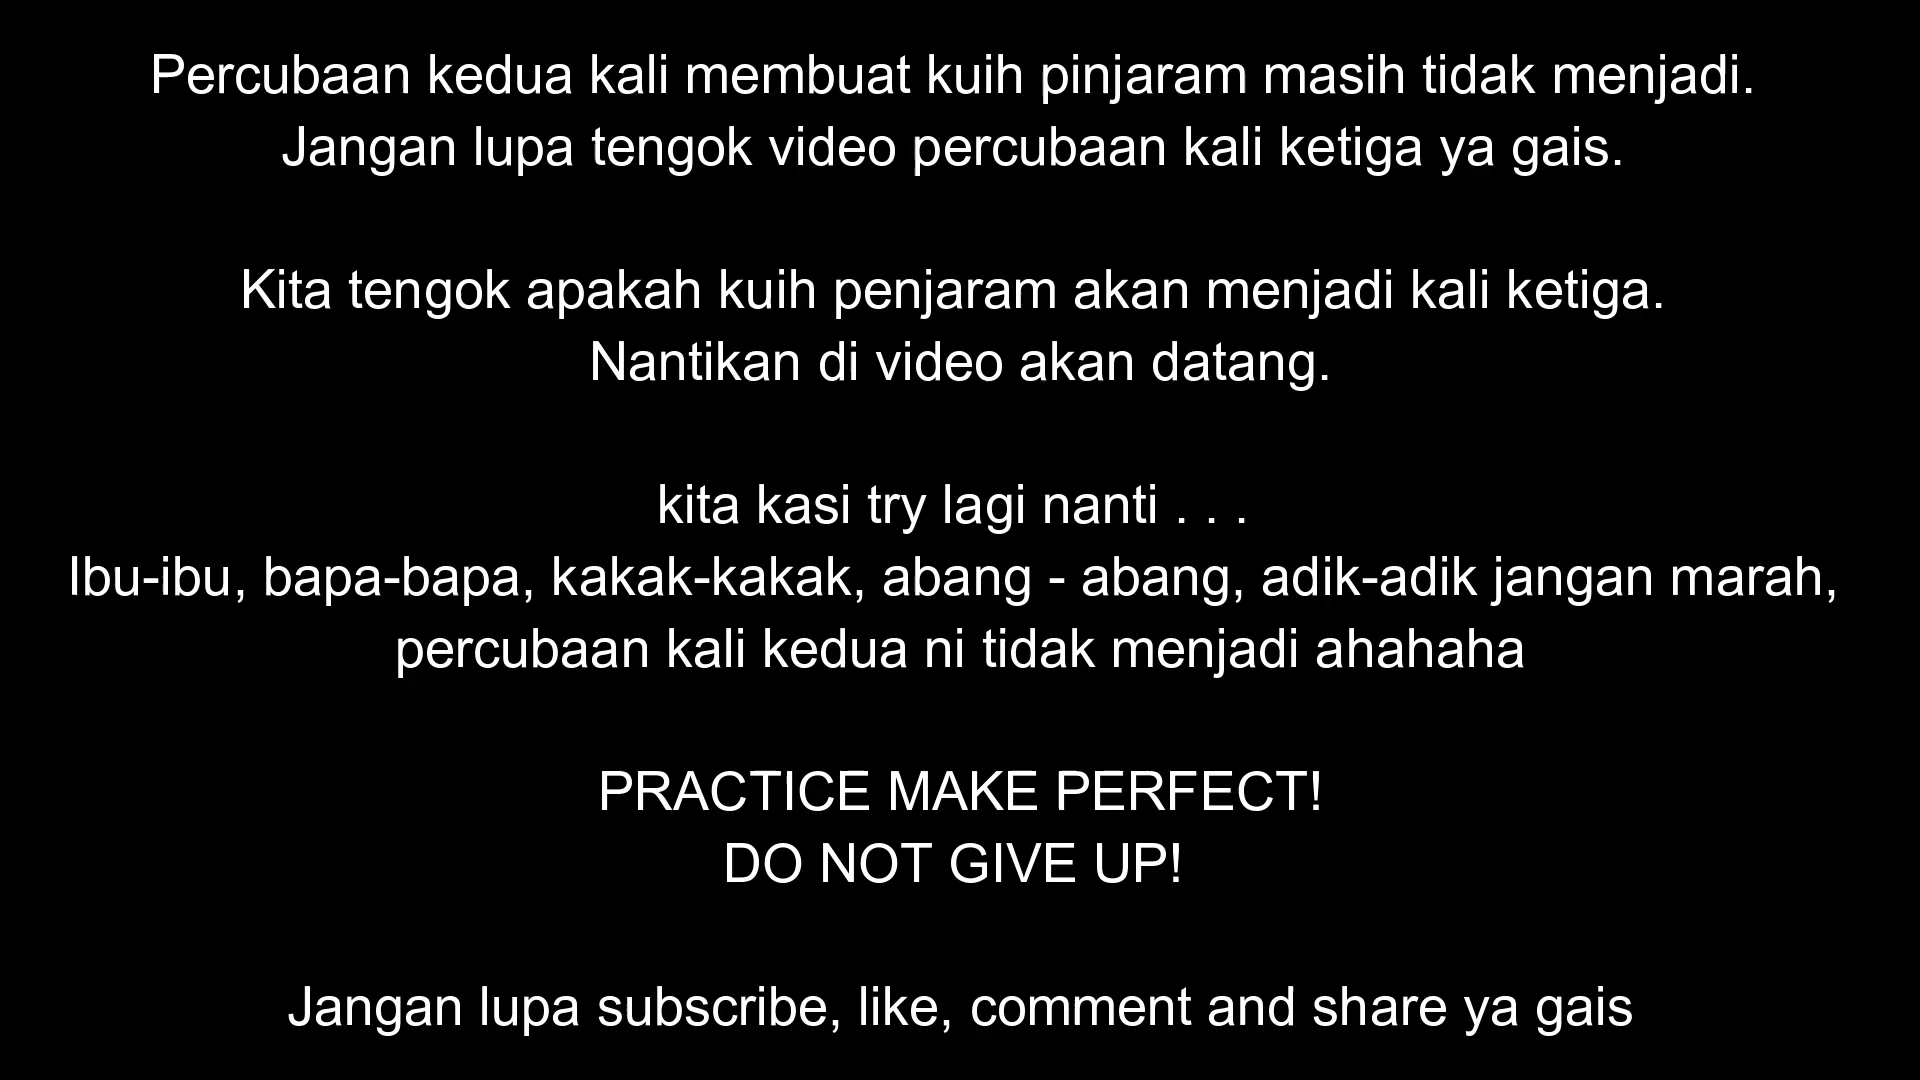 Percubaan kedua kali membuat kuih pinjaram masih tidak menjadi.
Jangan lupa tengok video percubaan kali ketiga ya gais.
Kita tengok apakah kuih penjaram akan menjadi kali ketiga.
Nantikan di video akan datang.
kita kasi try lagi nanti . . .
Ibu-ibu, bapa-bapa, kakak-kakak, abang - abang, adik-adik jangan marah,
percubaan kali kedua ni tidak menjadi ahahaha
PRACTICE MAKE PERFECT!
DO NOT GIVE UP!
Jangan lupa subscribe, like, comment and share ya gais